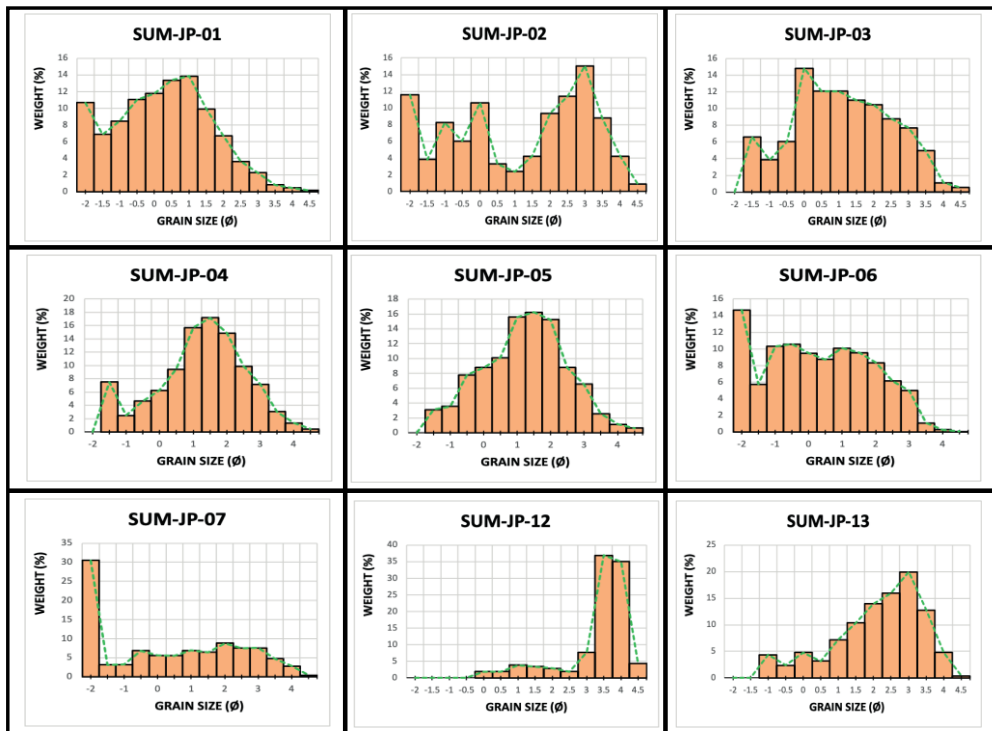 SUM-JP-01
WEIGHT (%)
16
14
12
10
8
6
4
2
0
-2 -1.5 -1 -0.5 0 0.5 1 1.5 2 2.5 3 3.5 4 4.5
GRAIN SIZE (Ø)
SUM-JP-02
WEIGHT (%)
16
14
12
10
8
6
4
2
0
-2 -1.5 -1 -0.5 0 0.5 1 1.5 2 2.5 3 3.5 4 4.5
GRAIN SIZE (Ø)
SUM-JP-03
WEIGHT (%)
16
14
12
10
8
6
4
2
0
-2 -1.5 -1 -0.5 0 0.5 1 1.5 2 2.5 3 3.5 4 4.5
GRAIN SIZE (Ø)
SUM-JP-04
WEIGHT (%)
20
18
16
14
12
10
8
6
4
2
0
-2 -1 0 1 2 3 4
GRAIN SIZE (Ø)
SUM-JP-05
WEIGHT (%)
18
16
14
12
10
8
6
4
2
0
-2 -1 0 1 2 3 4
GRAIN SIZE (Ø)
SUM-JP-06
WEIGHT (%)
16
14
12
10
8
6
4
2
0
-2 -1 0 1 2 3 4
GRAIN SIZE (Ø)
SUM-JP-07
WEIGHT (%)
35
30
25
20
15
10
5
0
-2 -1 0 1 2 3 4
GRAIN SIZE (Ø)
SUM-JP-12
WEIGHT (%)
40
35
30
25
20
15
10
5
0
-2 -1.5 -1 -0.5 0 0.5 1 1.5 2 2.5 3 3.5 4 4.5
GRAIN SIZE (Ø)
SUM-JP-13
WEIGHT (%)
25
20
15
10
5
0
-2 -1.5 -1 -0.5 0 0.5 1 1.5 2 2.5 3 3.5 4 4.5
GRAIN SIZE (Ø)